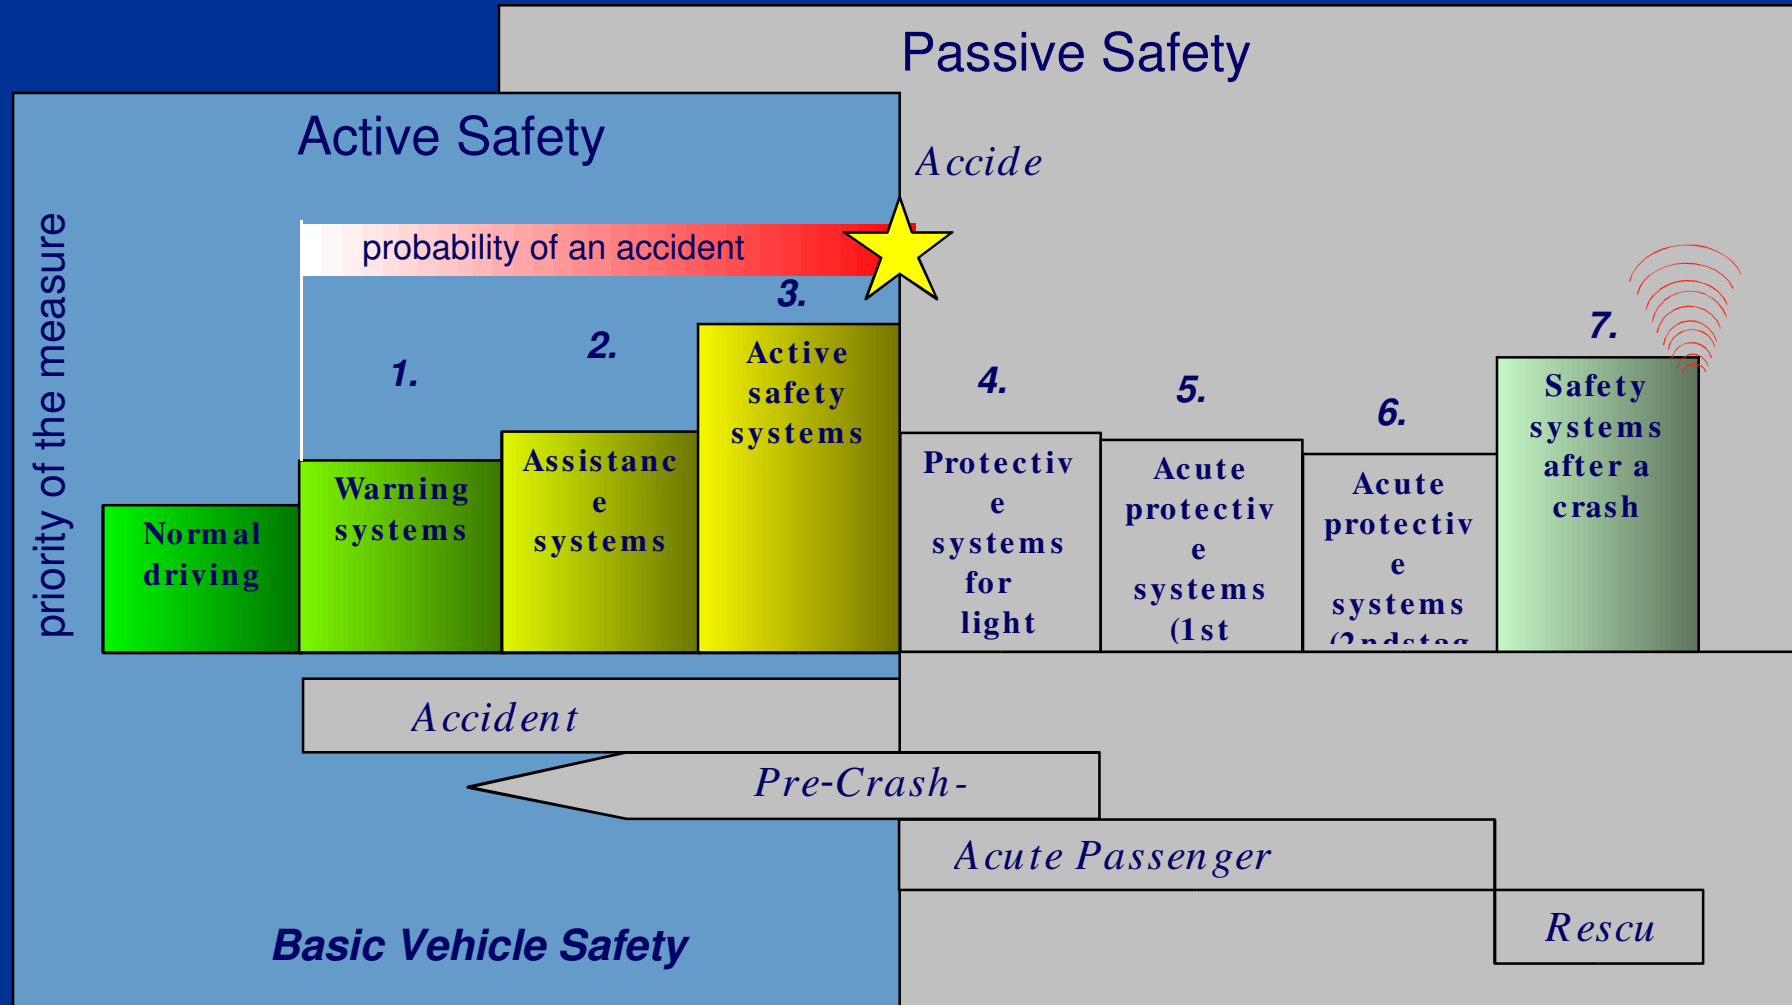 Passive Safety
Active Safety
Accide
priority of the measure
probability of an accident
1.
2.
3.
4.
5.
6.
7.
Normal
driving
Warning
systems
Assistanc
e
systems
Active
safety
systems
Protectiv
e
systems
for
light
Acute
protectiv
e
systems
(1st
Acute
protectiv
e
systems
(2ndstag
Safety
systems
after a
crash
Accident
Pre-Crash-
Acute Passenger
Rescu
Basic Vehicle Safety